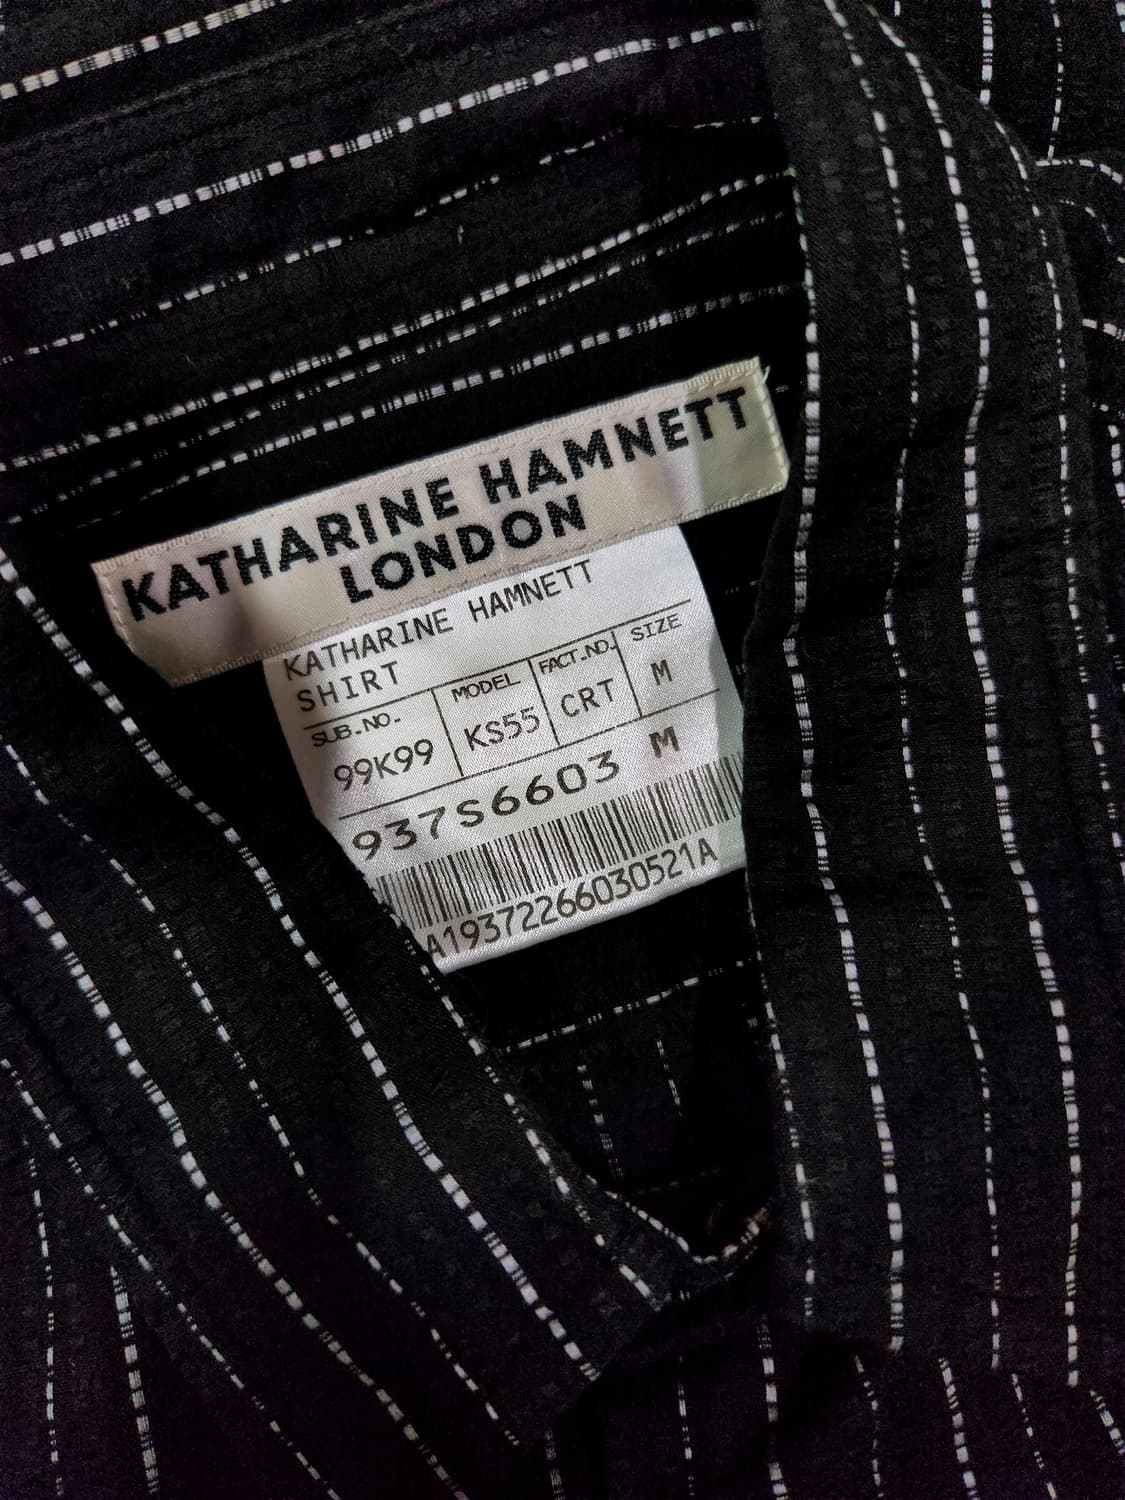 KATHARINE HAMNETT
LONDON
KATHARINE HAMNETT
SHIRT
SUB.NO. MODEL FACT.NO. SIZE
99K99 KS55 CRT M
937S6603 M
A19372266030521A